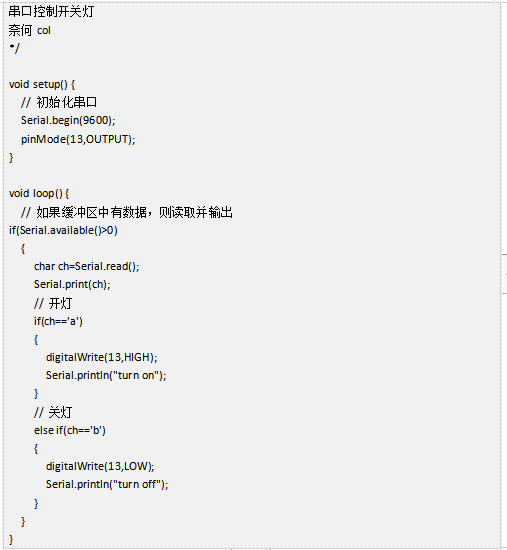 串口控制开关灯
奈何 col
*/
void setup() {
// 初始化串口
Serial.begin(9600);
pinMode(13,OUTPUT);
}
void loop() {
// 如果缓冲区中有数据，则读取并输出
if(Serial.available()>0)
{
char ch=Serial.read();
Serial.print(ch);
// 开灯
if(ch=='a')
{
digitalWrite(13,HIGH);
Serial.println("turn on");
}
// 关灯
else if(ch=='b')
{
digitalWrite(13,LOW);
Serial.println("turn off");
}
}
}